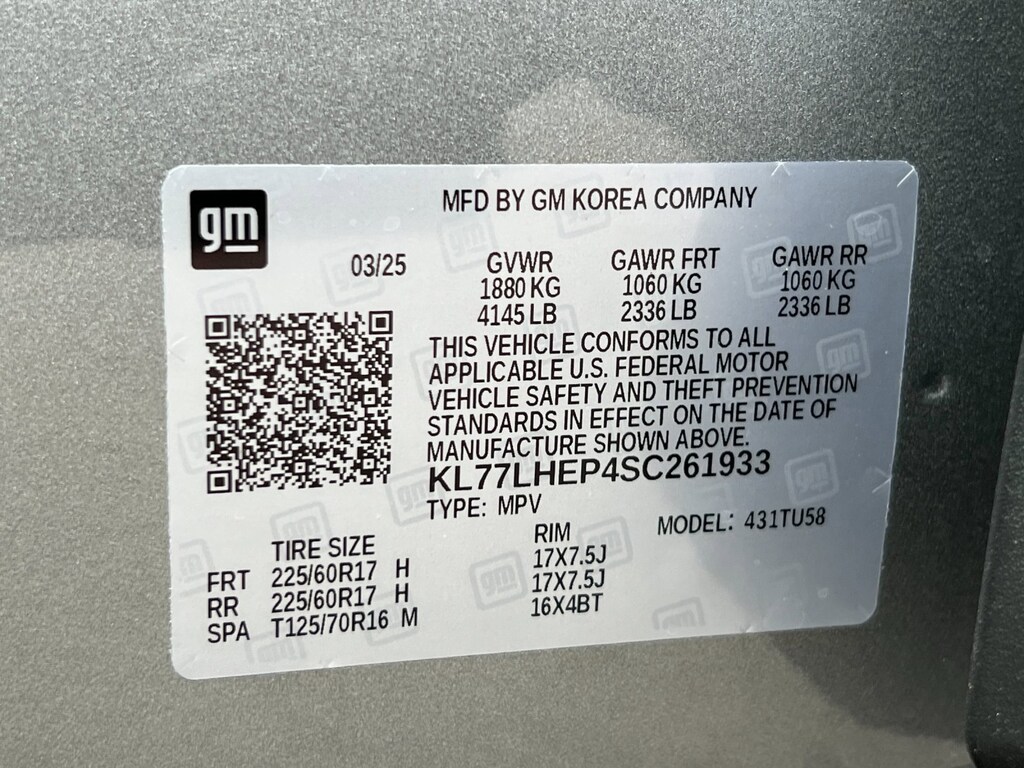 gm
MFD BY GM KOREA COMPANY
03/25
GVWR GAWR FRT GAWR RR
1880 KG 1060 KG 1060 KG
4145 LB 2336 LB 2336 LB
THIS VEHICLE CONFORMS TO ALL
APPLICABLE U.S. FEDERAL MOTOR
VEHICLE SAFETY AND THEFT PREVENTION
STANDARDS IN EFFECT ON THE DATE OF
MANUFACTURE SHOWN ABOVE.
KL77LHEP4SC261933
TYPE: MPV
MODEL: 431TU58
TIRE SIZE RIM
FRT 225/60R17 H 17X7.5J
RR 225/60R17 H 17X7.5J
SPA T125/70R16 M 16X4BT